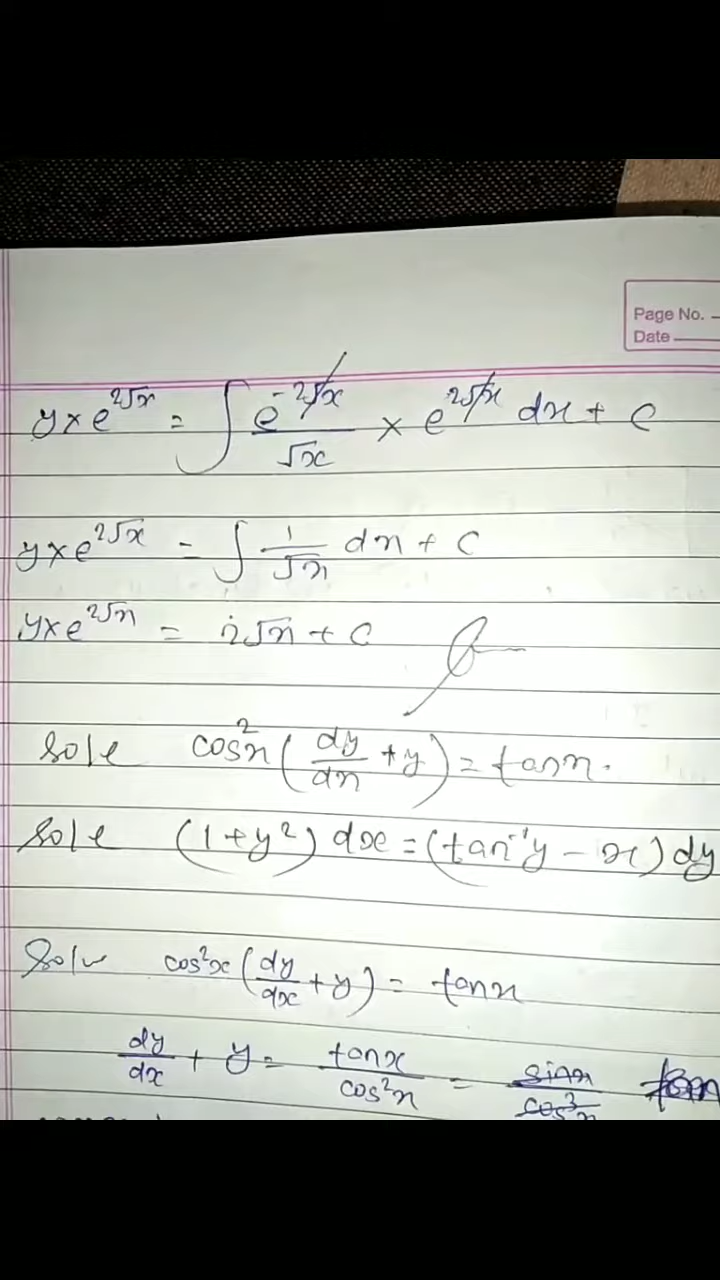 Page No.
Date
y×e^{2√x} = ∫ e^{-2√x}/√x × e^{2√x} dx + c
y×e^{2√x} = ∫ 1/√x dx + c
y×e^{2√x} = 2√x + c
Sole cos²x (dy/dx + y) = tanx.
Sole (1+y²) dx = (tan⁻¹y - x) dy
Solv cos²x (dy/dx + y) = tanx
dy/dx + y = tanx/cos²x = sinx/cos³x